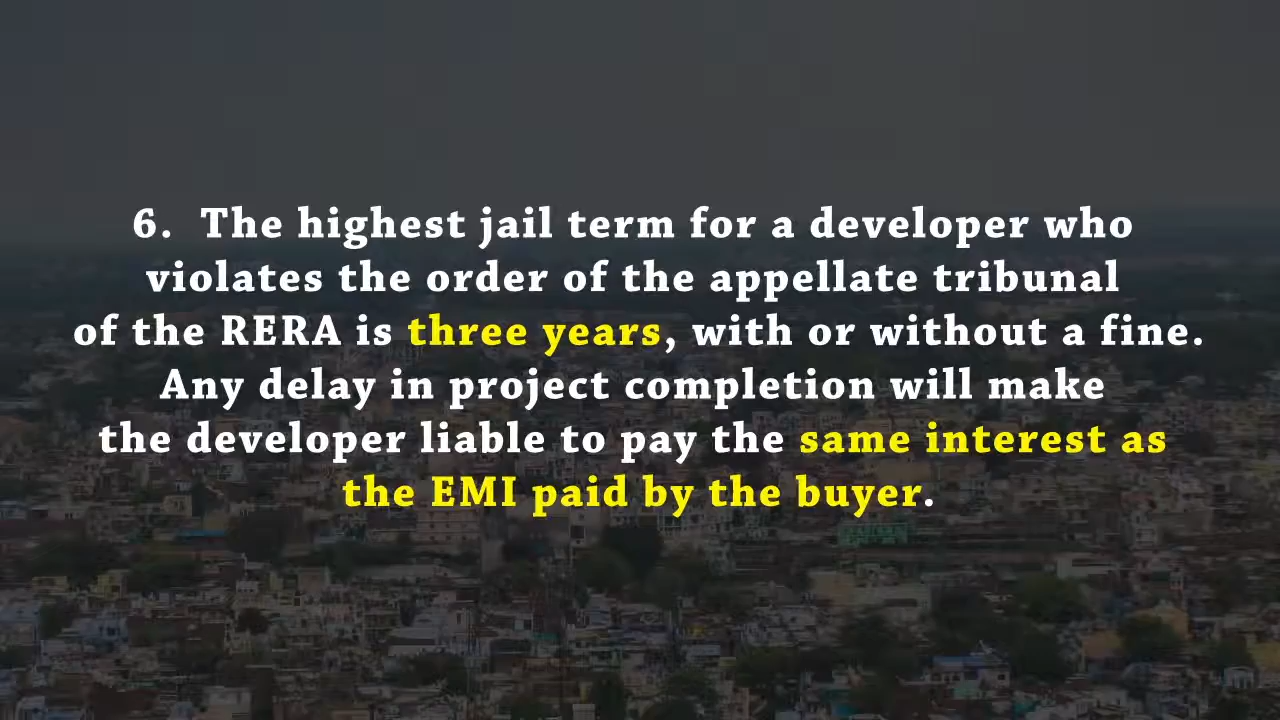 6. The highest jail term for a developer who
violates the order of the appellate tribunal
of the RERA is three years, with or without a fine.
Any delay in project completion will make
the developer liable to pay the same interest as
the EMI paid by the buyer.